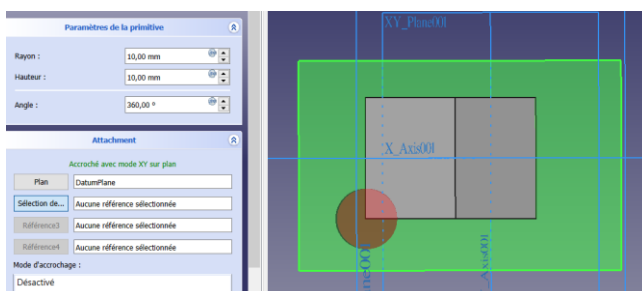 Paramètres de la primitive
Rayon :
10,00 mm
Hauteur :
10,00 mm
Angle :
360,00 °
Attachment
Accroché avec mode XY sur plan
Plan
DatumPlane
Sélection de...
Aucune référence sélectionnée
Référence3
Aucune référence sélectionnée
Référence4
Aucune référence sélectionnée
Mode d'accrochage :
Désactivé
XY_Plane001
X_Axis001
ane001
_Axis001